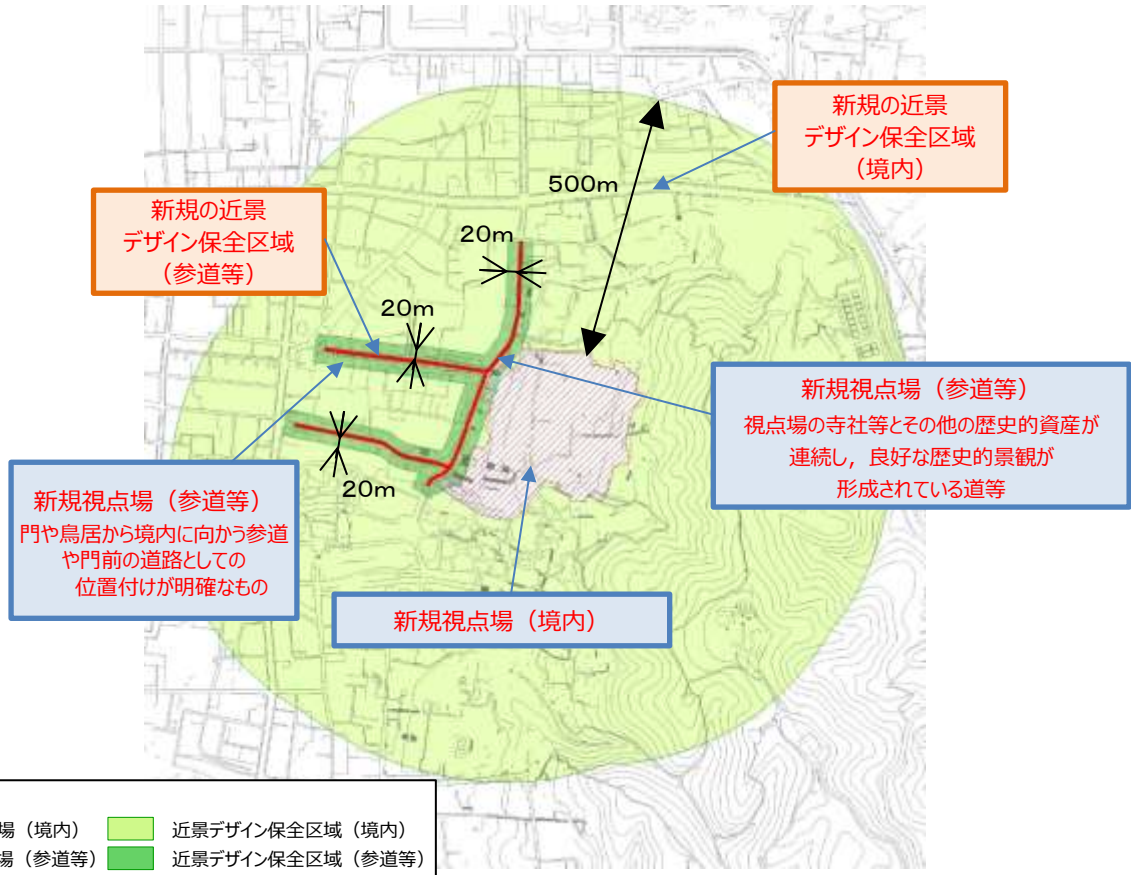 新規の近景
デザイン保全区域
（境内）
500m
新規の近景
デザイン保全区域
（参道等）
20m
20m
新規視点場（参道等）
視点場の寺社等とその他の歴史的資産が
連続し，良好な歴史的景観が
形成されている道等
20m
新規視点場（参道等）
門や鳥居から境内に向かう参道
や門前の道路としての
位置付けが明確なもの
新規視点場（境内）
場（境内） 近景デザイン保全区域（境内）
場（参道等） 近景デザイン保全区域（参道等）